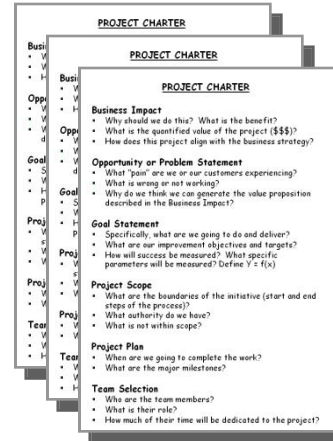 PROJECT CHARTER
PROJECT CHARTER
PROJECT CHARTER
Business Impact
▪ Why should we do this? What is the benefit?
▪ What is the quantified value of the project ($$$)?
▪ How does this project align with the business strategy?
Opportunity or Problem Statement
▪ What "pain" are we or our customers experiencing?
▪ What is wrong or not working?
▪ Why do we think we can generate the value proposition
described in the Business Impact?
Goal Statement
▪ Specifically, what are we going to do and deliver?
▪ What are our improvement objectives and targets?
▪ How will success be measured? What specific
parameters will be measured? Define Y = f(x)
Project Scope
▪ What are the boundaries of the initiative (start and end
steps of the process)?
▪ What authority do we have?
▪ What is not within scope?
Project Plan
▪ When are we going to complete the work?
▪ What are the major milestones?
Team Selection
▪ Who are the team members?
▪ What is their role?
▪ How much of their time will be dedicated to the project?